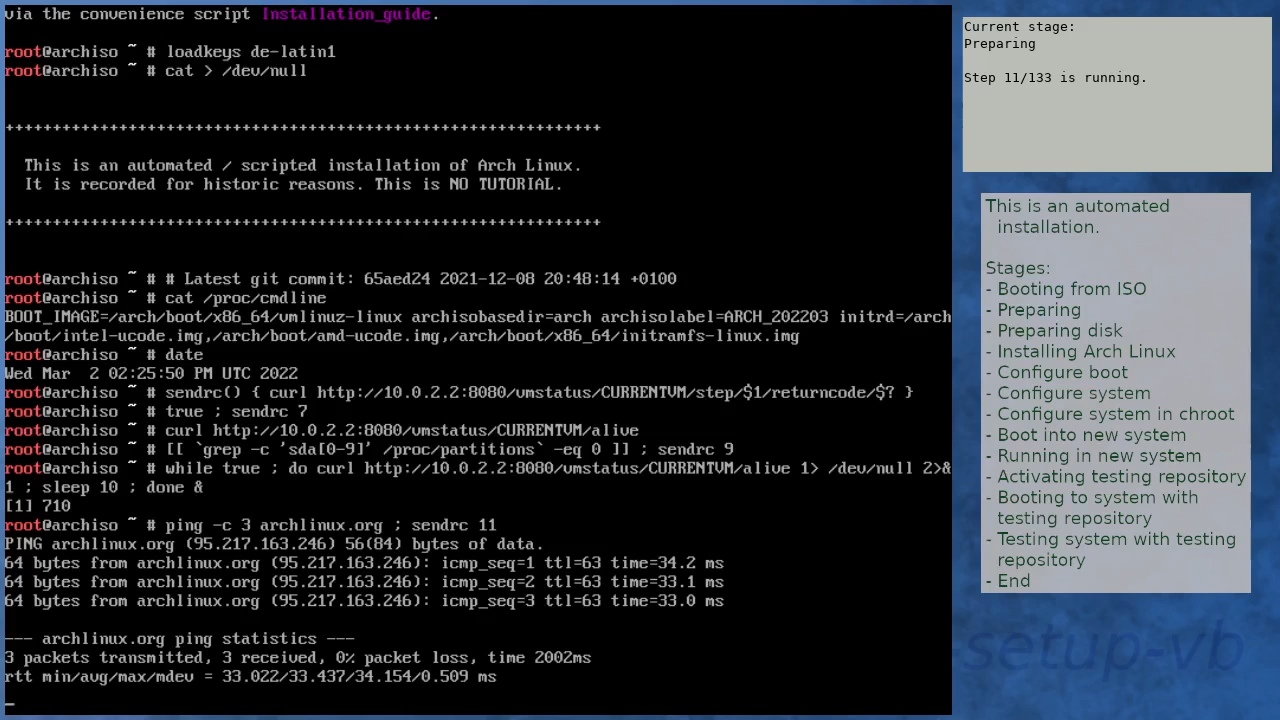 via the convenience script Installation_guide.
root@archiso ~ # loadkeys de-latin1
root@archiso ~ # cat > /dev/null
+++++++++++++++++++++++++++++++++++++++++++++++++++++++++++++++
This is an automated / scripted installation of Arch Linux.
It is recorded for historic reasons. This is NO TUTORIAL.
+++++++++++++++++++++++++++++++++++++++++++++++++++++++++++++++
root@archiso ~ # # Latest git commit: 65aed24 2021-12-08 20:48:14 +0100
root@archiso ~ # cat /proc/cmdline
BOOT_IMAGE=/arch/boot/x86_64/vmlinuz-linux archisobasedir=arch archisolabel=ARCH_202203 initrd=/arch
/boot/intel-ucode.img,/arch/boot/amd-ucode.img,/arch/boot/x86_64/initramfs-linux.img
root@archiso ~ # date
Wed Mar  2 02:25:50 PM UTC 2022
root@archiso ~ # sendrc() { curl http://10.0.2.2:8080/vmstatus/CURRENTVM/step/$1/returncode/$? }
root@archiso ~ # true ; sendrc 7
root@archiso ~ # curl http://10.0.2.2:8080/vmstatus/CURRENTVM/alive
root@archiso ~ # [[ `grep -c 'sda[0-9]' /proc/partitions` -eq 0 ]] ; sendrc 9
root@archiso ~ # while true ; do curl http://10.0.2.2:8080/vmstatus/CURRENTVM/alive 1> /dev/null 2>&
1 ; sleep 10 ; done &
[1] 710
root@archiso ~ # ping -c 3 archlinux.org ; sendrc 11
PING archlinux.org (95.217.163.246) 56(84) bytes of data.
64 bytes from archlinux.org (95.217.163.246): icmp_seq=1 ttl=63 time=34.2 ms
64 bytes from archlinux.org (95.217.163.246): icmp_seq=2 ttl=63 time=33.1 ms
64 bytes from archlinux.org (95.217.163.246): icmp_seq=3 ttl=63 time=33.0 ms
--- archlinux.org ping statistics ---
3 packets transmitted, 3 received, 0% packet loss, time 2002ms
rtt min/avg/max/mdev = 33.022/33.437/34.154/0.509 ms
_
Current stage:
Preparing
Step 11/133 is running.
This is an automated
installation.
Stages:
- Booting from ISO
- Preparing
- Preparing disk
- Installing Arch Linux
- Configure boot
- Configure system
- Configure system in chroot
- Boot into new system
- Running in new system
- Activating testing repository
- Booting to system with
testing repository
- Testing system with testing
repository
- End
-setup-vb